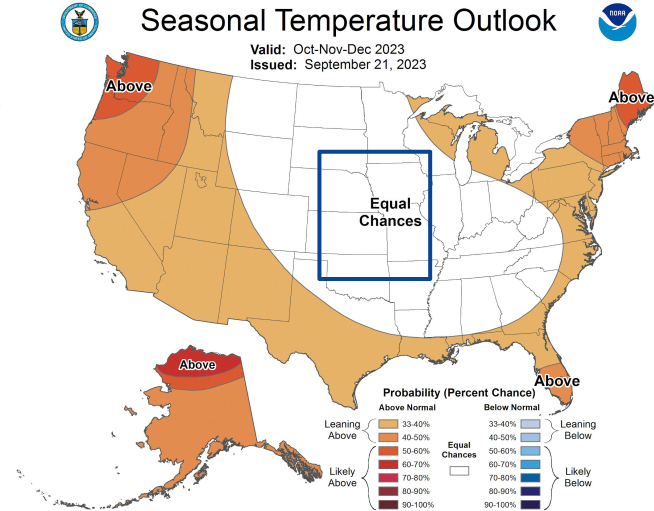 Seasonal Temperature Outlook
NOAA
Valid: Oct-Nov-Dec 2023
Issued: September 21, 2023
Above
Above
Equal
Chances
Above
Above
Probability (Percent Chance)
Above Normal
Below Normal
Leaning
Above
33-40%
40-50%
Likely
Above
50-60%
60-70%
70-80%
80-90%
90-100%
Equal
Chances
33-40%
40-50%
Leaning
Below
50-60%
60-70%
70-80%
80-90%
90-100%
Likely
Below